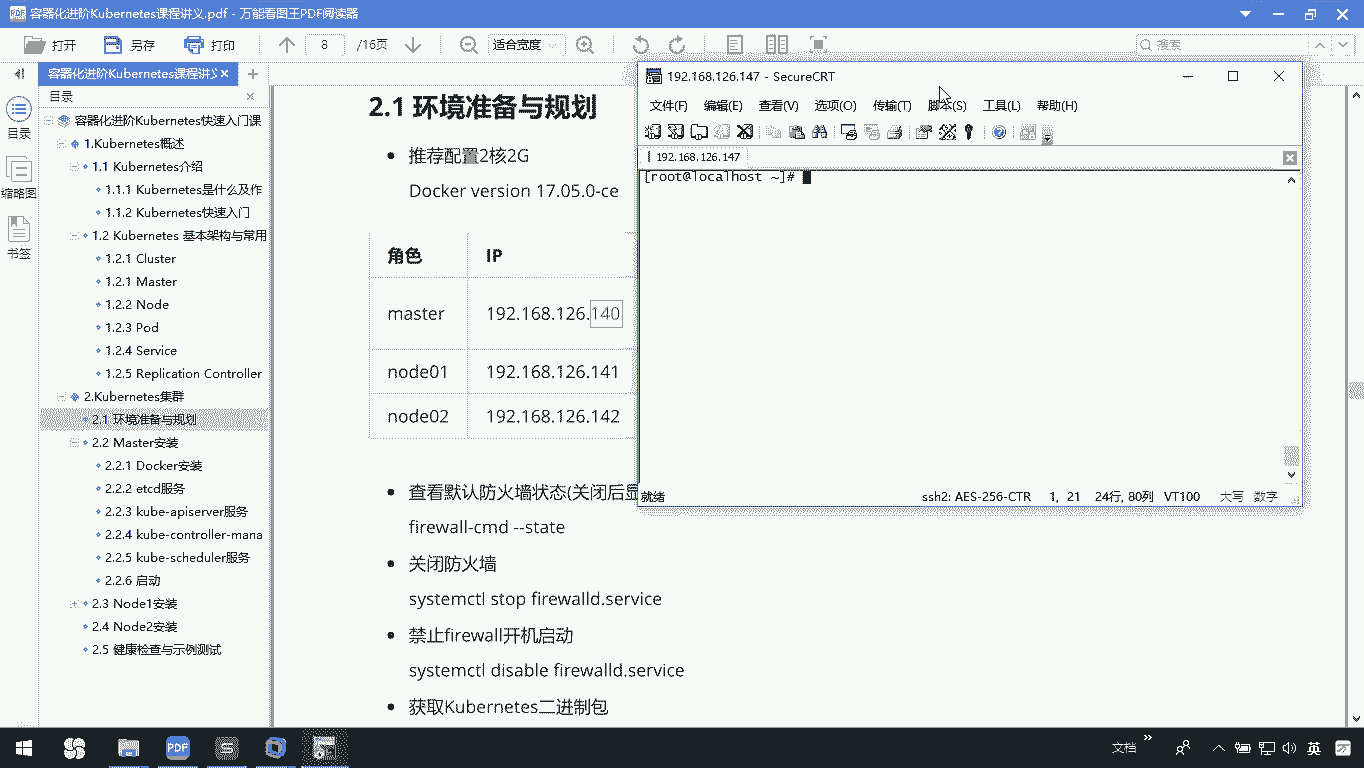 容器化进阶Kubernetes课程讲义.pdf - 万能看图王PDF阅读器
打开
另存
打印
8
/16页
适合宽度
搜索
容器化进阶Kubernetes课程讲义
目录
目录
缩略图
书签
容器化进阶Kubernetes快速入门课
1.Kubernetes概述
1.1 Kubernetes介绍
1.1.1 Kubernetes是什么及作
1.1.2 Kubernetes快速入门
1.2 Kubernetes 基本架构与常用
1.2.1 Cluster
1.2.1 Master
1.2.2 Node
1.2.3 Pod
1.2.4 Service
1.2.5 Replication Controller
2.Kubernetes集群
2.1 环境准备与规划
2.2 Master安装
2.2.1 Docker安装
2.2.2 etcd服务
2.2.3 kube-apiserver服务
2.2.4 kube-controller-mana
2.2.5 kube-scheduler服务
2.2.6 启动
2.3 Node1安装
2.4 Node2安装
2.5 健康检查与示例测试
2.1 环境准备与规划
推荐配置2核2G
Docker version 17.05.0-ce
角色 IP
master 192.168.126.140
node01 192.168.126.141
node02 192.168.126.142
查看默认防火墙状态(关闭后显
firewall-cmd --state
关闭防火墙
systemctl stop firewalld.service
禁止firewall开机启动
systemctl disable firewalld.service
获取Kubernetes二进制包
192.168.126.147 - SecureCRT
文件(F) 编辑(E) 查看(V) 选项(O) 传输(T) 脚本(S) 工具(L) 帮助(H)
192.168.126.147
[root@localhost ~]#
就绪
ssh2: AES-256-CTR 1, 21 24行, 80列 VT100 大写 数字
文档
英